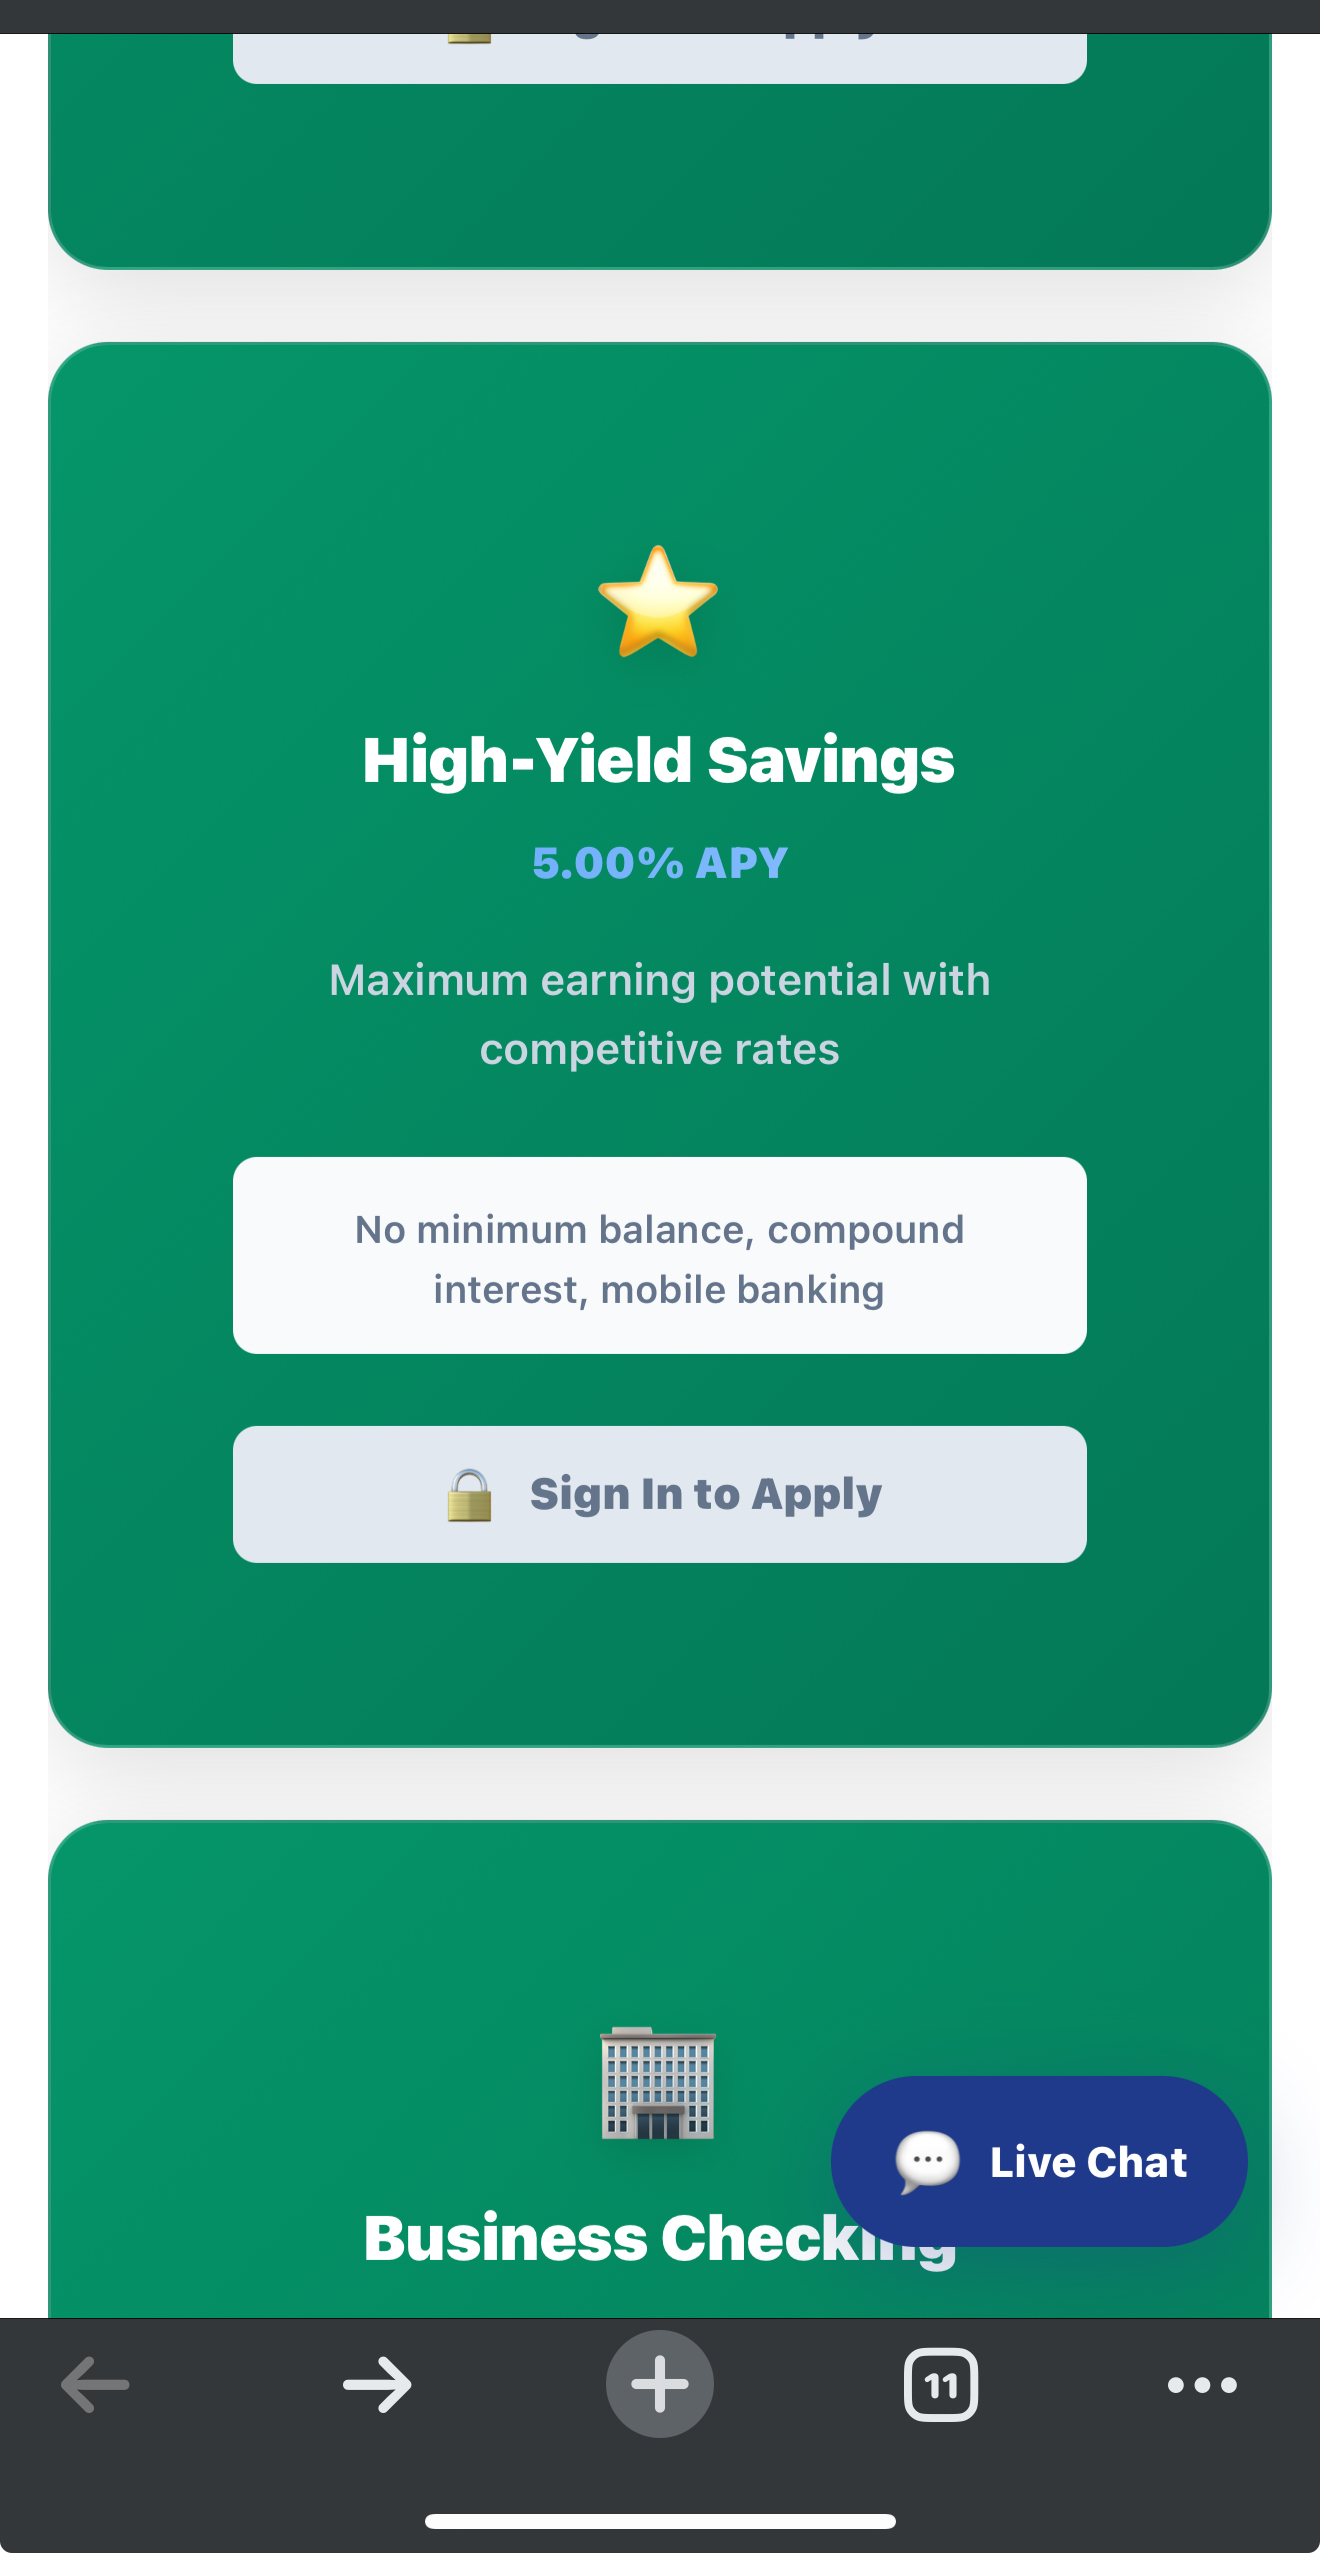 High-Yield Savings
5.00% APY
Maximum earning potential with
competitive rates
No minimum balance, compound
interest, mobile banking
Sign In to Apply
Live Chat
Business Checking
11